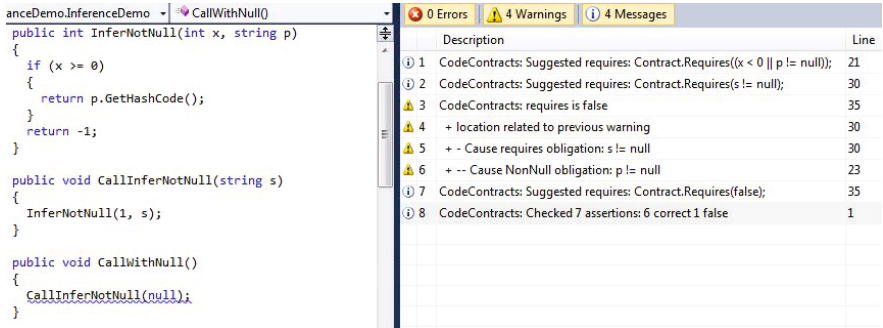 anceDemo.InferenceDemo CallWithNull()
public int InferNotNull(int x, string p)
{
if (x >= 0)
{
return p.GetHashCode();
}
return -1;
}
public void CallInferNotNull(string s)
{
InferNotNull(1, s);
}
public void CallWithNull()
{
CallInferNotNull(null);
}
0 Errors 4 Warnings 4 Messages
Description Line
1 CodeContracts: Suggested requires: Contract.Requires((x < 0 || p != null)); 21
2 CodeContracts: Suggested requires: Contract.Requires(s != null); 30
3 CodeContracts: requires is false 35
4 + location related to previous warning 30
5 + - Cause requires obligation: s != null 30
6 + -- Cause NonNull obligation: p != null 23
7 CodeContracts: Suggested requires: Contract.Requires(false); 35
8 CodeContracts: Checked 7 assertions: 6 correct 1 false 1